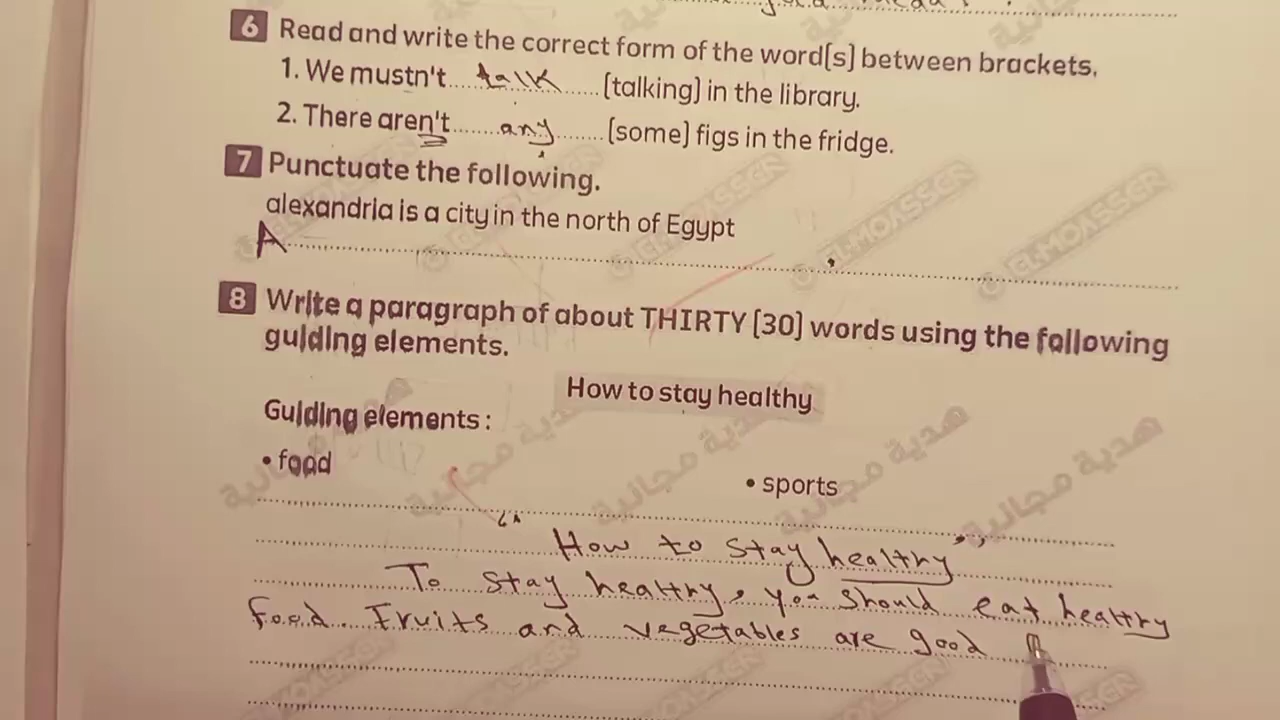 6 Read and write the correct form of the word(s) between brackets.
1. We mustn't talk (talking) in the library.
2. There aren't any (some) figs in the fridge.
7 Punctuate the following.
alexandria is a city in the north of Egypt
A .
8 Write a paragraph of about THIRTY (30) words using the following
guiding elements.
How to stay healthy
Guiding elements :
• food
• sports
"How to stay healthy"
To stay healthy, you should eat healthy
food. Fruits and vegetables are good
ELMOASSER
هدية مجانية